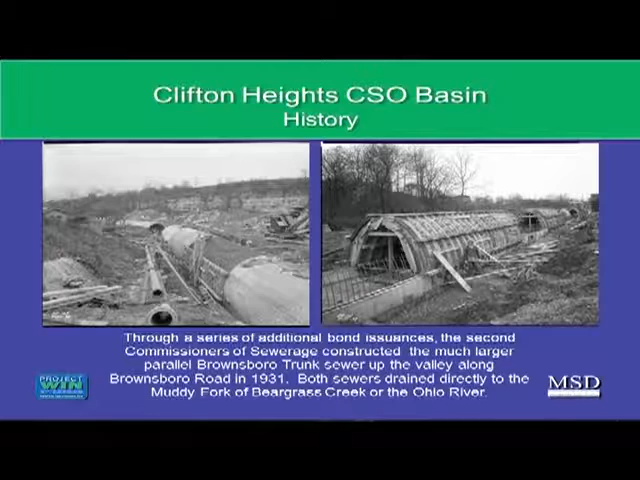 Clifton Heights CSO Basin
History
Through a series of additional bond issuances, the second
Commissioners of Sewerage constructed the much larger
parallel Brownsboro Trunk sewer up the valley along
Brownsboro Road in 1931. Both sewers drained directly to the
Muddy Fork of Beargrass Creek or the Ohio River.
PROJECT
WIN
MSD